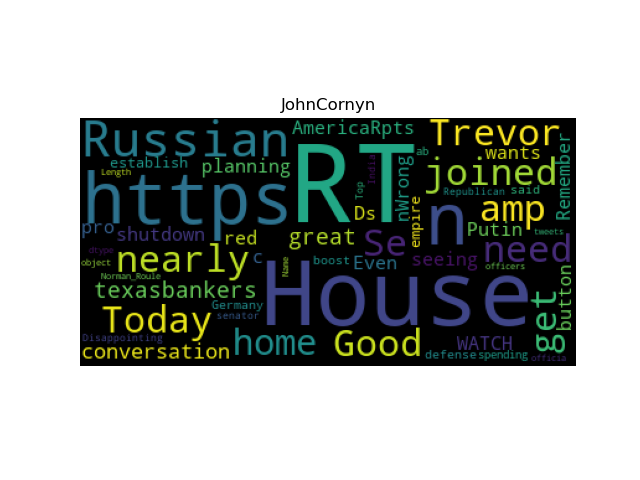 JohnCornyn
Russian AmericaRpts Trevor
establish planning nWrong ab wants Remember
Length https RT Top India joined Republican said
pro Ds empire n amp Putin
shutdown red great Se need tweets
dtype nearly c Even seeing
object Norman_Roule Name boost officers
texasbankers House get button
Today Germany senator
Disappointing home Good WATCH
conversation defense spending officia